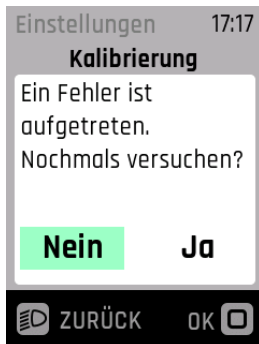 Einstellungen 17:17
Kalibrierung
Ein Fehler ist
aufgetreten.
Nochmals versuchen?
Nein Ja
ZURÜCK OK